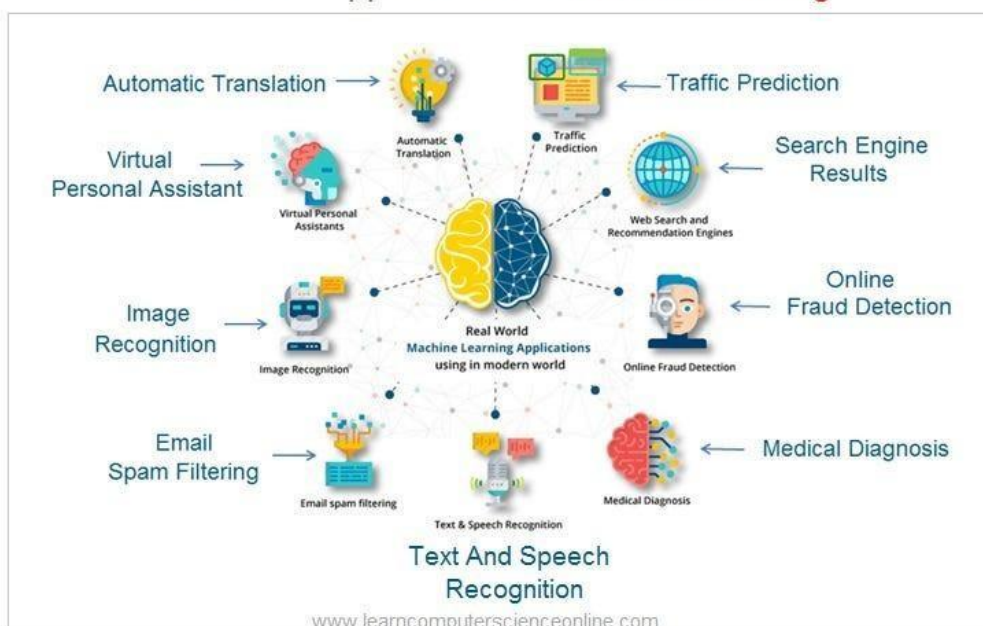 Automatic Translation
Automatic
Translation
Traffic
Prediction
Traffic Prediction
Virtual
Personal Assistant
Virtual Personal
Assistants
Web Search and
Recommendation Engines
Search Engine
Results
Image
Recognition
Image Recognition
Real World
Machine Learning Applications
using in modern world
Online Fraud Detection
Online
Fraud Detection
Email
Spam Filtering
Email spam filtering
Text & Speech Recognition
Medical Diagnosis
Medical Diagnosis
Text And Speech
Recognition
www.learncomputerscienceonline.com